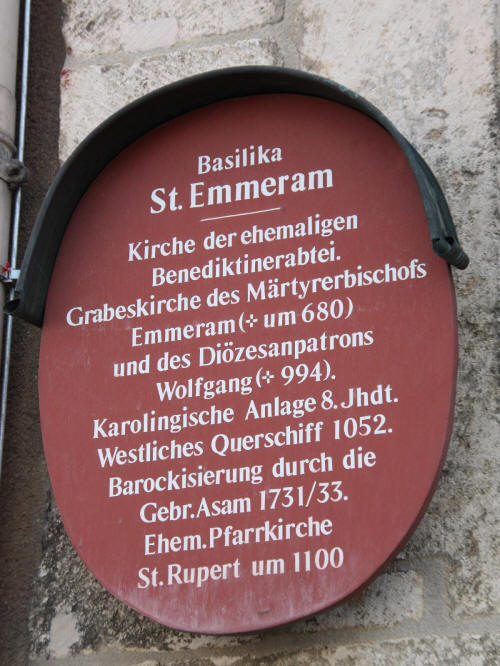 Basilika
St. Emmeram
Kirche der ehemaligen
Benediktinerabtei.
Grabeskirche des Märtyrerbischofs
Emmeram (✢ um 680)
und des Diözesanpatrons
Wolfgang (✢ 994).
Karolingische Anlage 8. Jhdt.
Westliches Querschiff 1052.
Barockisierung durch die
Gebr. Asam 1731/33.
Ehem. Pfarrkirche
St. Rupert um 1100